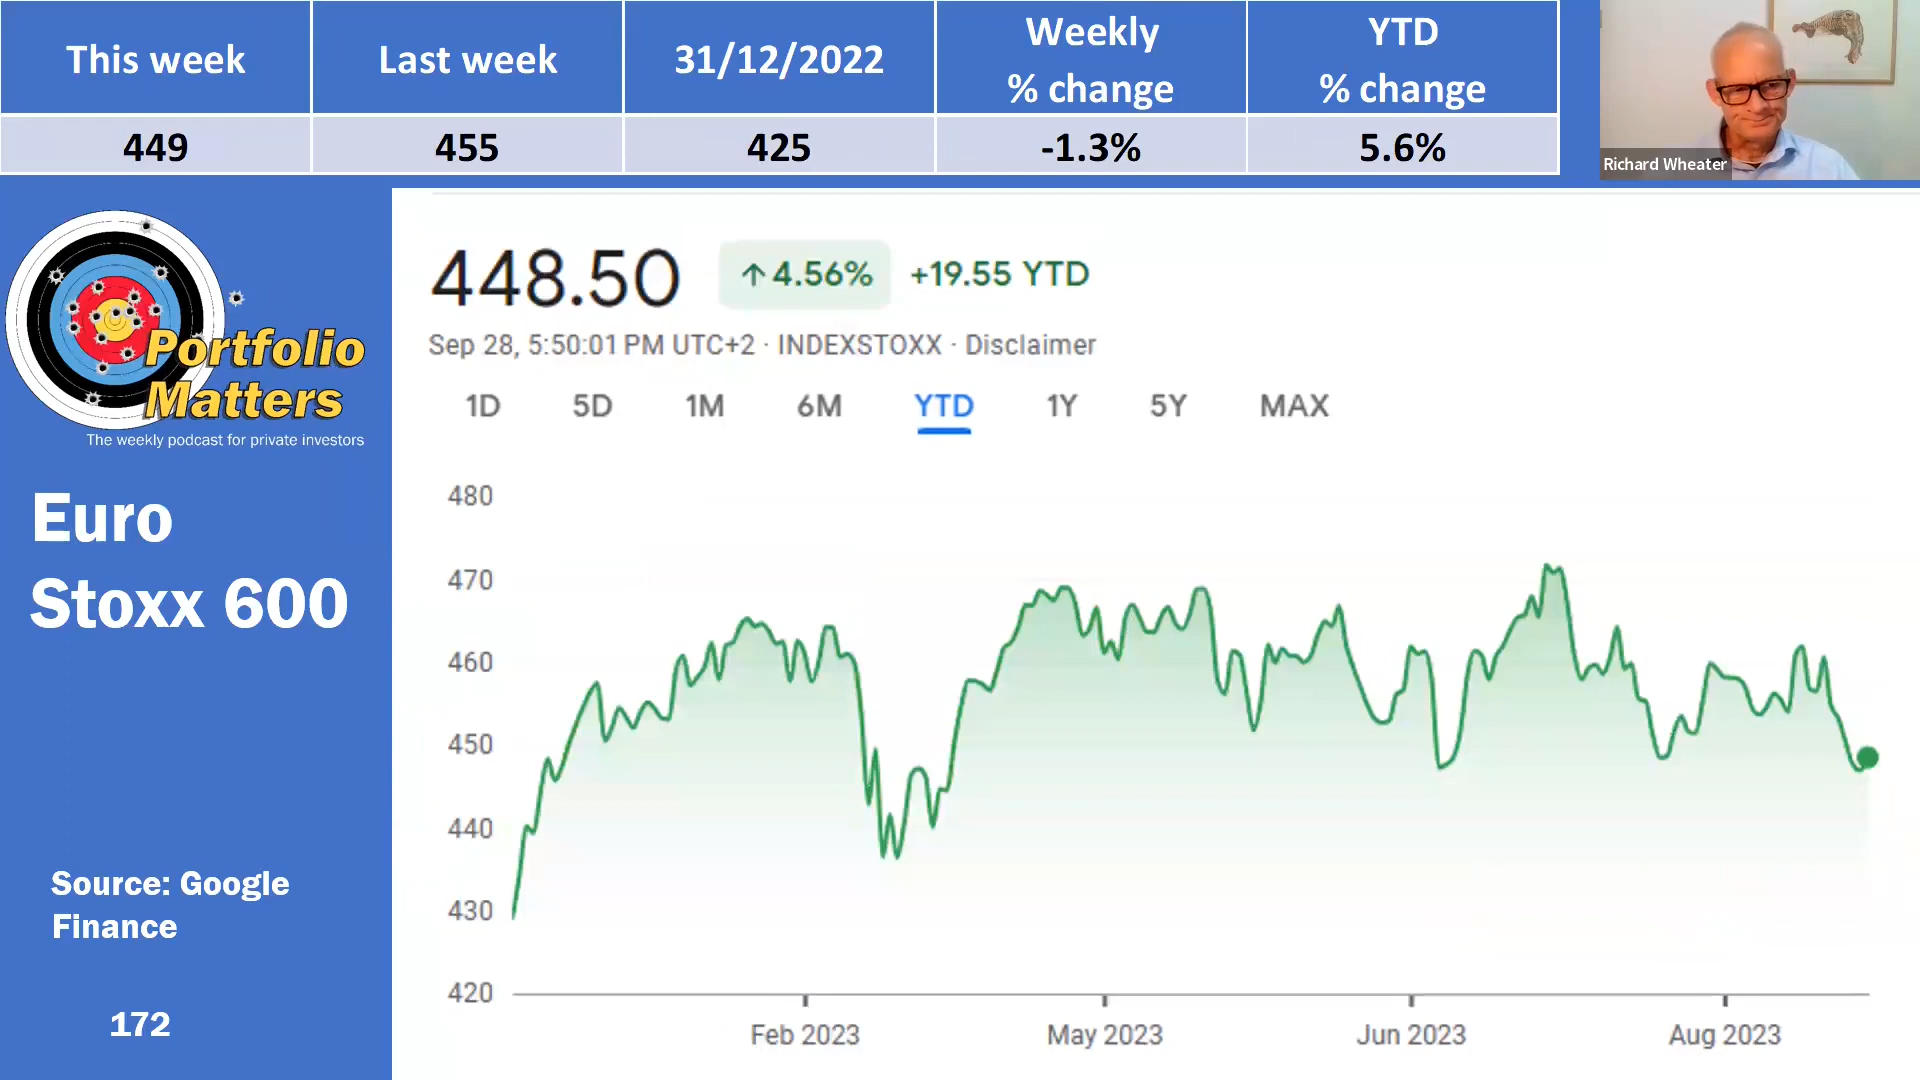 This week
Last week
31/12/2022
Weekly
% change
YTD
% change
449
455
425
-1.3%
5.6%
Richard Wheater
Portfolio
Matters
The weekly podcast for private investors
Euro
Stoxx 600
Source: Google
Finance
172
448.50
↑ 4.56%
+19.55 YTD
Sep 28, 5:50:01 PM UTC+2 · INDEXSTOXX · Disclaimer
1D 5D 1M 6M YTD 1Y 5Y MAX
480
470
460
450
440
430
420
Feb 2023
May 2023
Jun 2023
Aug 2023